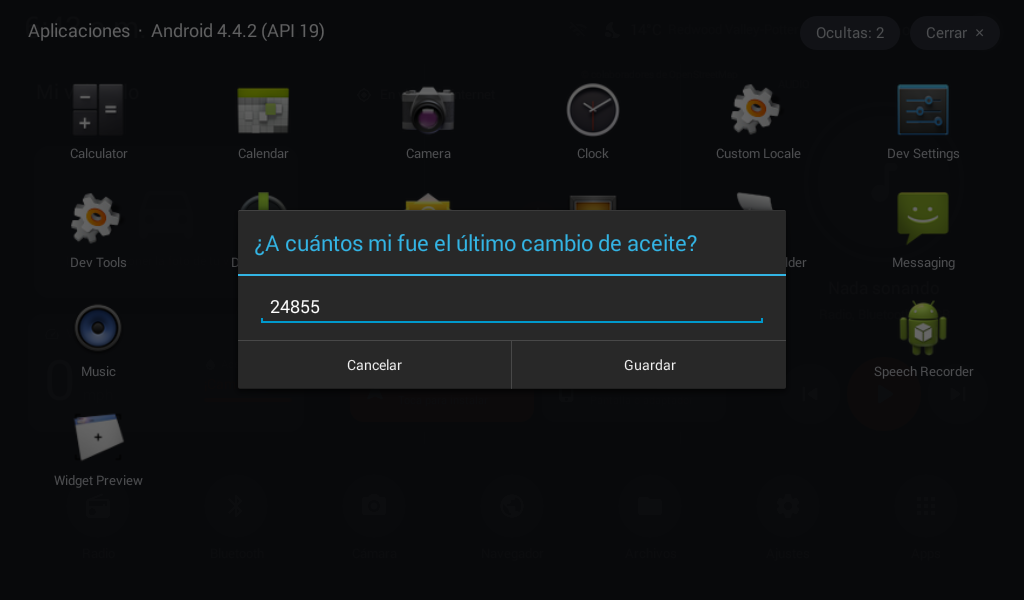 Aplicaciones · Android 4.4.2 (API 19)
Ocultas: 2
Cerrar ×
Calculator
Calendar
Camera
Clock
Custom Locale
Dev Settings
Dev Tools
Messaging
¿A cuántos mi fue el último cambio de aceite?
24855
Cancelar
Guardar
Music
Speech Recorder
Widget Preview